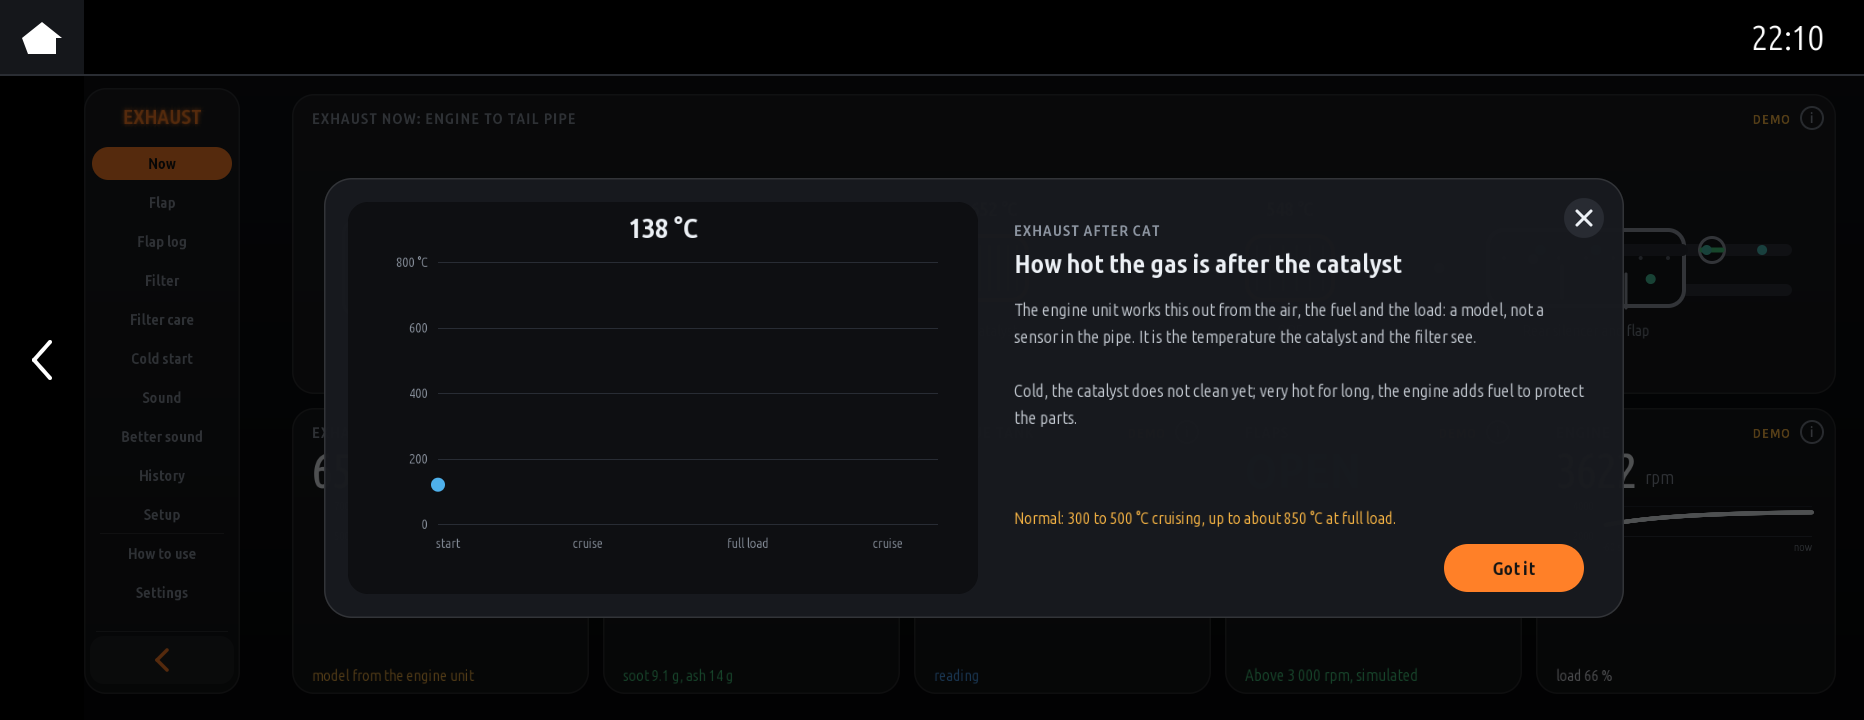 22:10
EXHAUST
Now
Flap
Flap log
Filter
Filter care
Cold start
Sound
Better sound
History
Setup
How to use
Settings
EXHAUST NOW: ENGINE TO TAIL PIPE
DEMO
i
flap
138 °C
800 °C
600
400
200
0
start
cruise
full load
cruise
EXHAUST AFTER CAT
How hot the gas is after the catalyst
The engine unit works this out from the air, the fuel and the load: a model, not a
sensor in the pipe. It is the temperature the catalyst and the filter see.
Cold, the catalyst does not clean yet; very hot for long, the engine adds fuel to protect
the parts.
Normal: 300 to 500 °C cruising, up to about 850 °C at full load.
Got it
DEMO
i
OPEN
3622 rpm
now
model from the engine unit
soot 9.1 g, ash 14 g
reading
Above 3 000 rpm, simulated
load 66 %